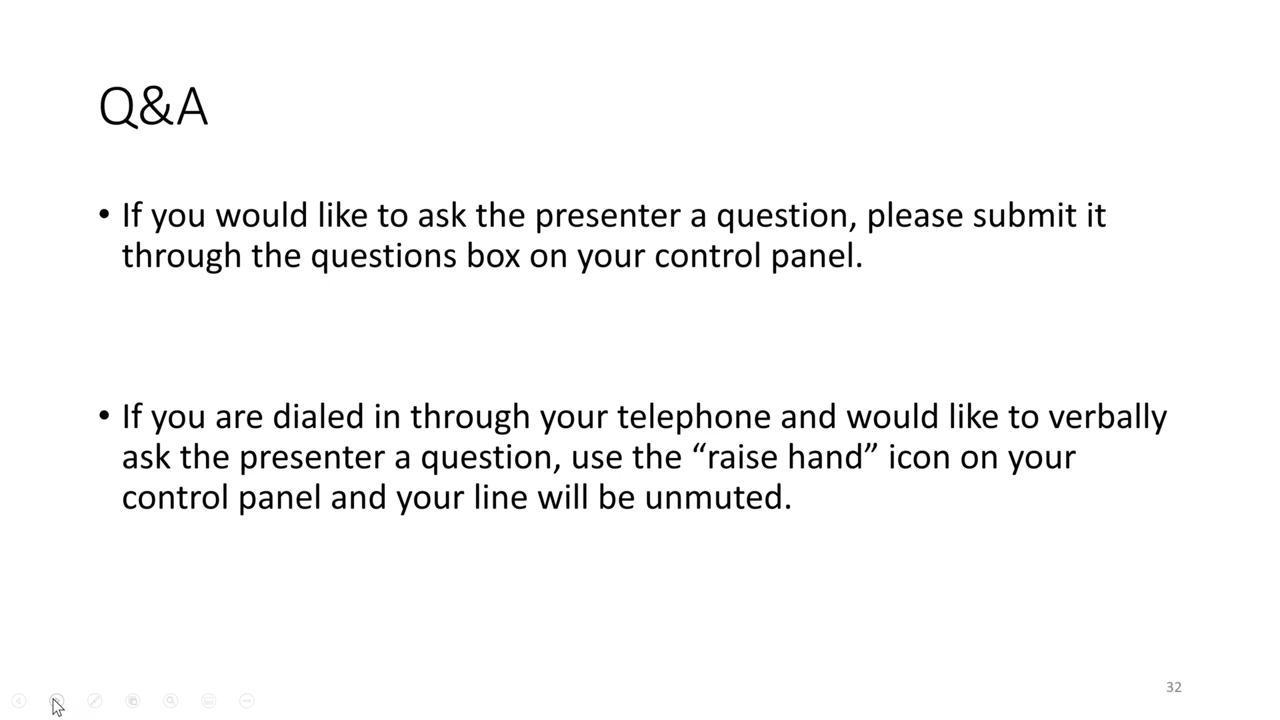 Q&A
• If you would like to ask the presenter a question, please submit it
through the questions box on your control panel.
• If you are dialed in through your telephone and would like to verbally
ask the presenter a question, use the “raise hand” icon on your
control panel and your line will be unmuted.
32